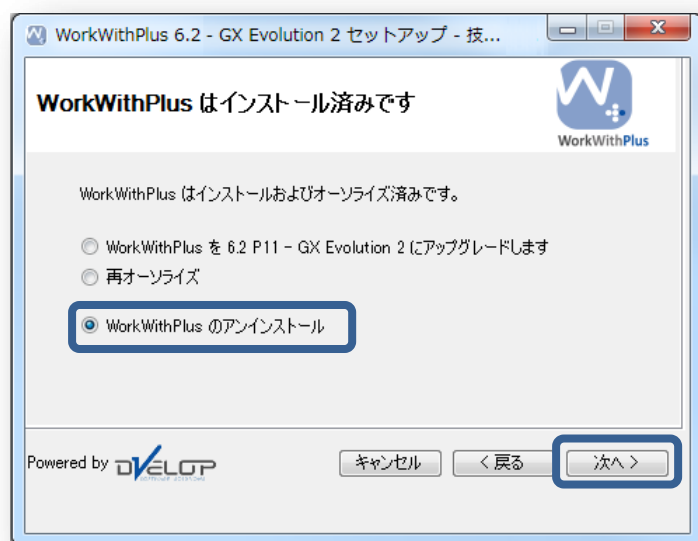 WorkWithPlus 6.2 - GX Evolution 2 セットアップ - 技...
WorkWithPlus はインストール済みです
WorkWithPlus
WorkWithPlus はインストールおよびオーソライズ済みです。
WorkWithPlus を 6.2 P11 - GX Evolution 2 にアップグレードします
再オーソライズ
WorkWithPlus のアンインストール
Powered by DVELOP
SOFTWARE SOLUTIONS
キャンセル
< 戻る
次へ >